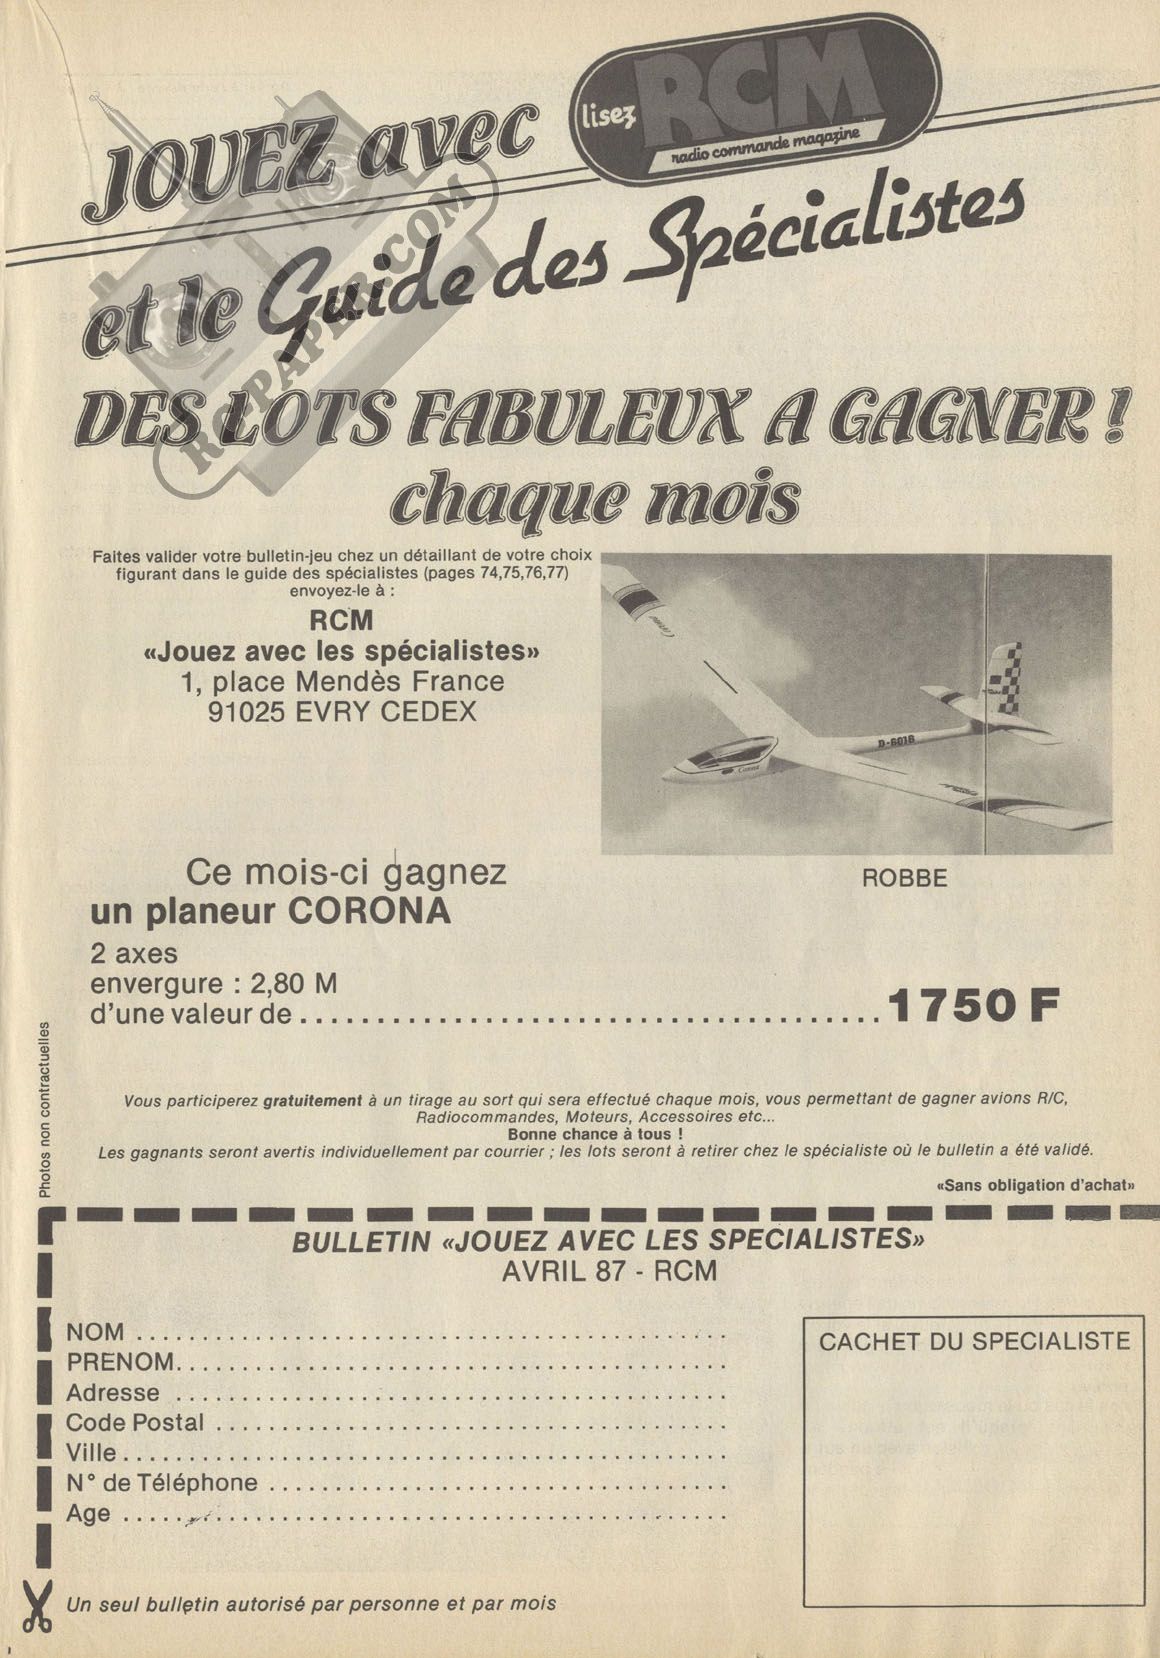 JOUEZ avec
lisez RCM
radio commande magazine
et le Guide des Spécialistes
RC-PAPER.COM
DES LOTS FABULEUX A GAGNER !
chaque mois
Faites valider votre bulletin-jeu chez un détaillant de votre choix
figurant dans le guide des spécialistes (pages 74,75,76,77)
envoyez-le à :
RCM
«Jouez avec les spécialistes»
1, place Mendès France
91025 EVRY CEDEX
D-6016
Corona
ROBBE
Ce mois-ci gagnez
un planeur CORONA
2 axes
envergure : 2,80 M
d'une valeur de ........................................ 1750 F
Photos non contractuelles
Vous participerez gratuitement à un tirage au sort qui sera effectué chaque mois, vous permettant de gagner avions R/C,
Radiocommandes, Moteurs, Accessoires etc...
Bonne chance à tous !
Les gagnants seront avertis individuellement par courrier ; les lots seront à retirer chez le spécialiste où le bulletin a été validé.
«Sans obligation d'achat»
BULLETIN «JOUEZ AVEC LES SPECIALISTES»
AVRIL 87 - RCM
NOM ..............................................
PRENOM..............................................
Adresse ..............................................
Code Postal ..............................................
Ville..............................................
N° de Téléphone ..............................................
Age ..............................................
CACHET DU SPECIALISTE
Un seul bulletin autorisé par personne et par mois